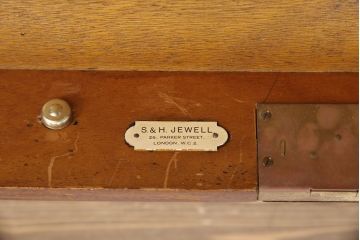 S. & H. JEWELL
26, PARKER STREET,
LONDON, W.C 2.